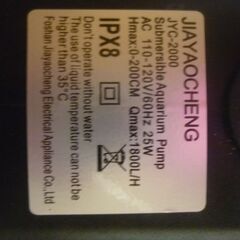 JIAYAOCHENG
JYC-2000
Submersible Aquarium Pump
AC 110-120V/60Hz 25W
Hmax:0-200CM Qmax:1800L/H
IPX8
Don't operate without water
The use of liquid temperature can not be
higher than 35°C
Foshan Jiayaocheng Electrical Appliance Co.,Ltd